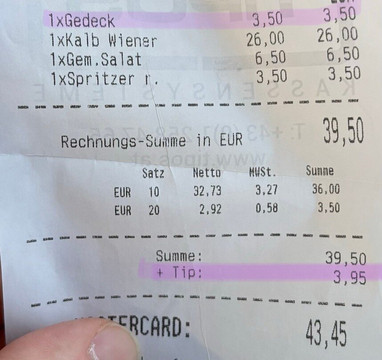 EUR
1xGedeck 3,50 3,50
1xKalb Wiener 26,00 26,00
1xGem.Salat 6,50 6,50
1xSpritzer r. 3,50 3,50
Rechnungs-Summe in EUR 39,50
Satz Netto MWSt. Summe
EUR 10 32,73 3,27 36,00
EUR 20 2,92 0,58 3,50
Summe: 39,50
+ Tip: 3,95
MASTERCARD: 43,45